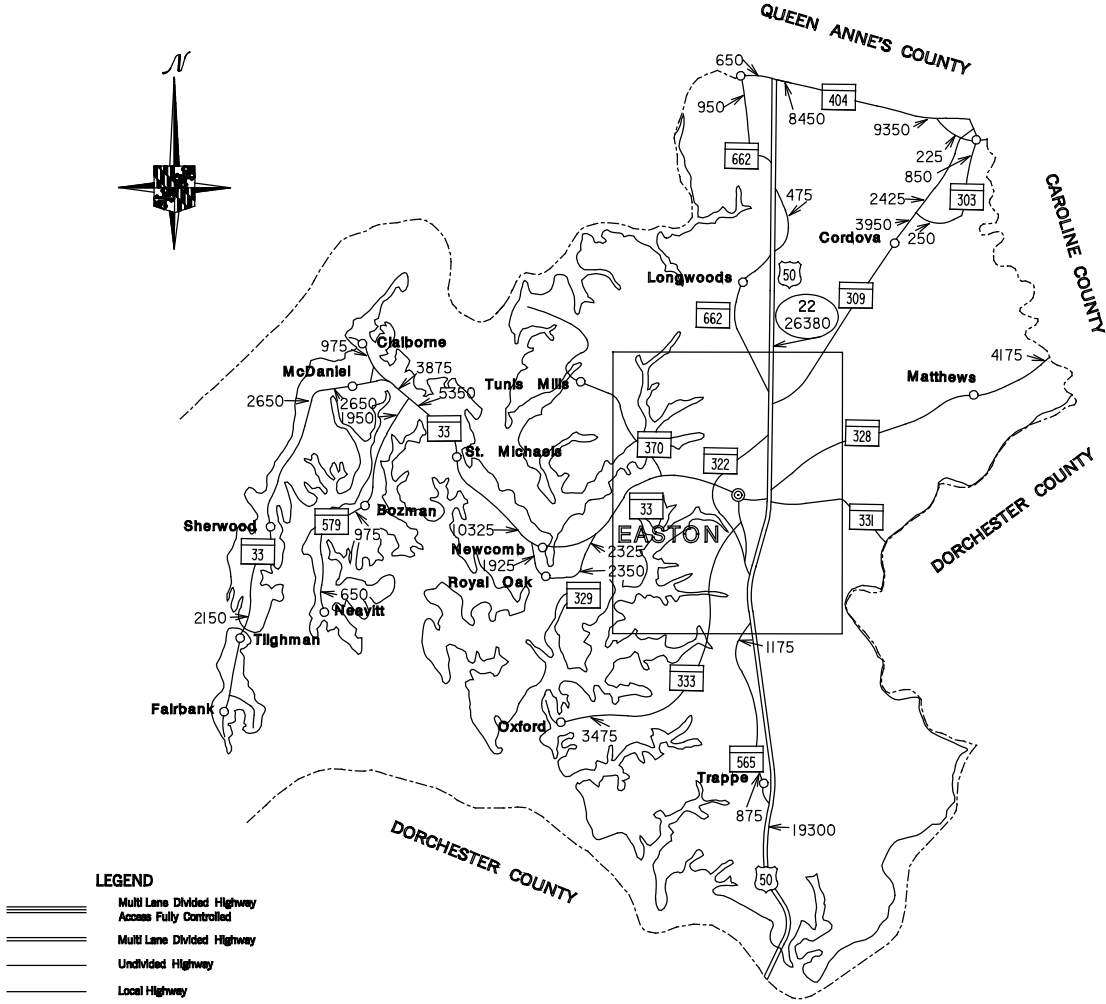 QUEEN ANNE'S COUNTY
N
650
404
950
8450
9350
662
225
850
CAROLINE COUNTY
475
2425
303
3950
250
Cordova
Longwoods
50
309
22
26380
662
975
Claiborne
3875
4175
McDaniel
5350
Tunis Mills
Matthews
2650
2650
1950
33
370
328
322
St. Michaels
DORCHESTER COUNTY
33
Bozman
579
331
Sherwood
10325
EASTON
975
33
Newcomb
2325
1925
2350
Royal Oak
650
329
Neavitt
2150
Tilghman
1175
333
Fairbank
Oxford
3475
565
Trappe
875
19300
DORCHESTER COUNTY
50
LEGEND
Multi Lane Divided Highway
Access Fully Controlled
Multi Lane Divided Highway
Undivided Highway
Local Highway